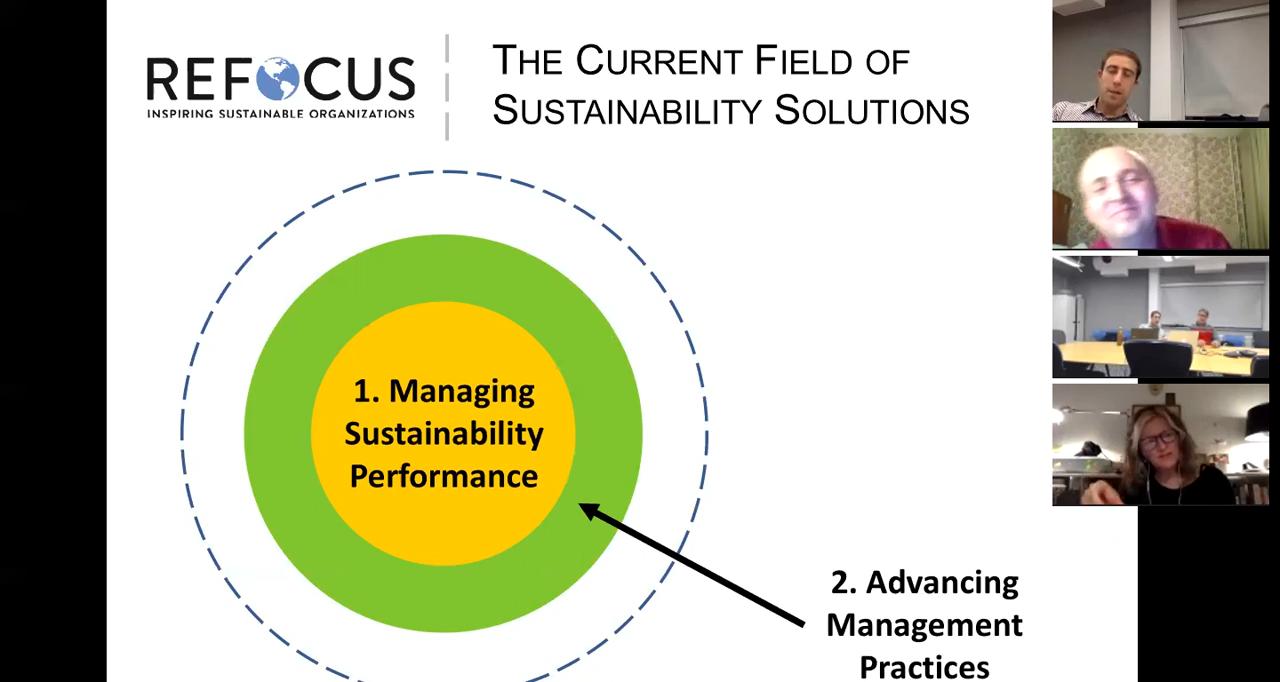 REFOCUS
INSPIRING SUSTAINABLE ORGANIZATIONS
THE CURRENT FIELD OF
SUSTAINABILITY SOLUTIONS
1. Managing
Sustainability
Performance
2. Advancing
Management
Practices